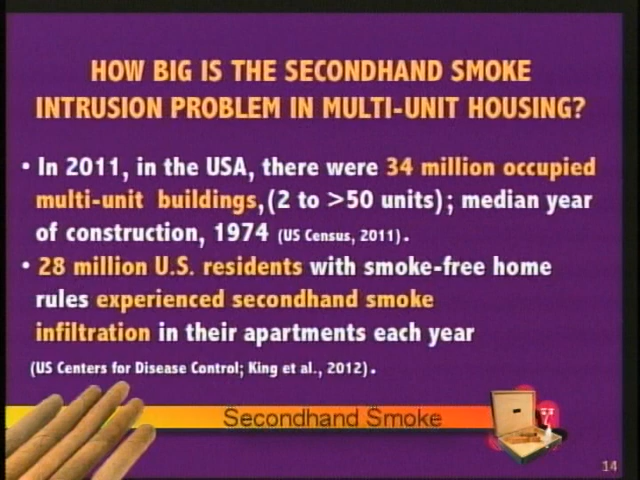 HOW BIG IS THE SECONDHAND SMOKE
INTRUSION PROBLEM IN MULTI-UNIT HOUSING?
• In 2011, in the USA, there were 34 million occupied
multi-unit buildings, (2 to >50 units); median year
of construction, 1974 (US Census, 2011).
• 28 million U.S. residents with smoke-free home
rules experienced secondhand smoke
infiltration in their apartments each year
(US Centers for Disease Control; King et al., 2012).
Secondhand Smoke
14